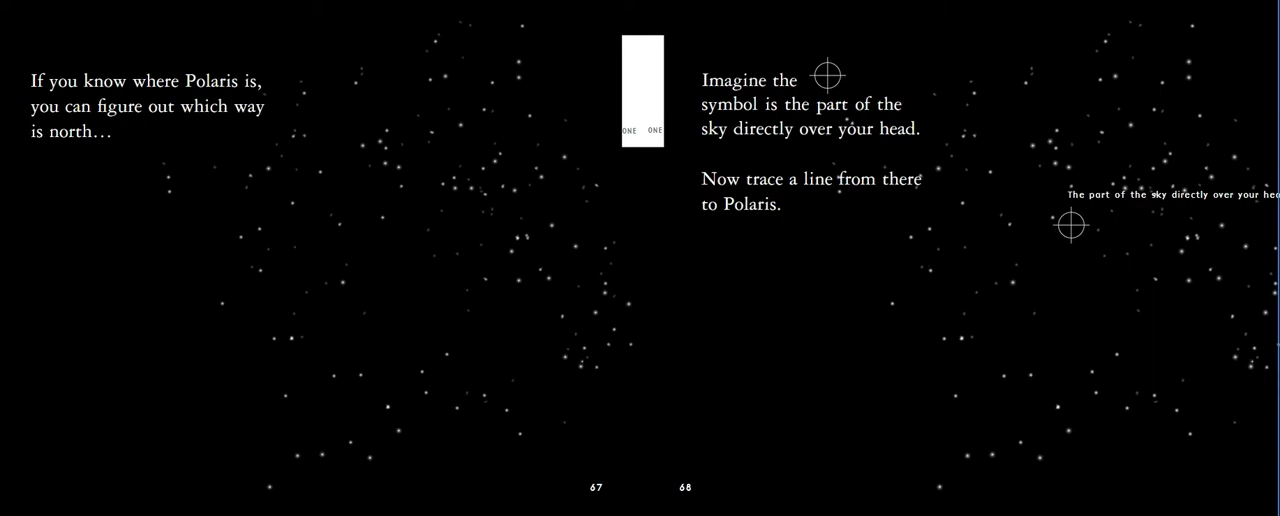 If you know where Polaris is,
you can figure out which way
is north…
67
ONE ONE
Imagine the
symbol is the part of the
sky directly over your head.
Now trace a line from there
to Polaris.
The part of the sky directly over your hea
68